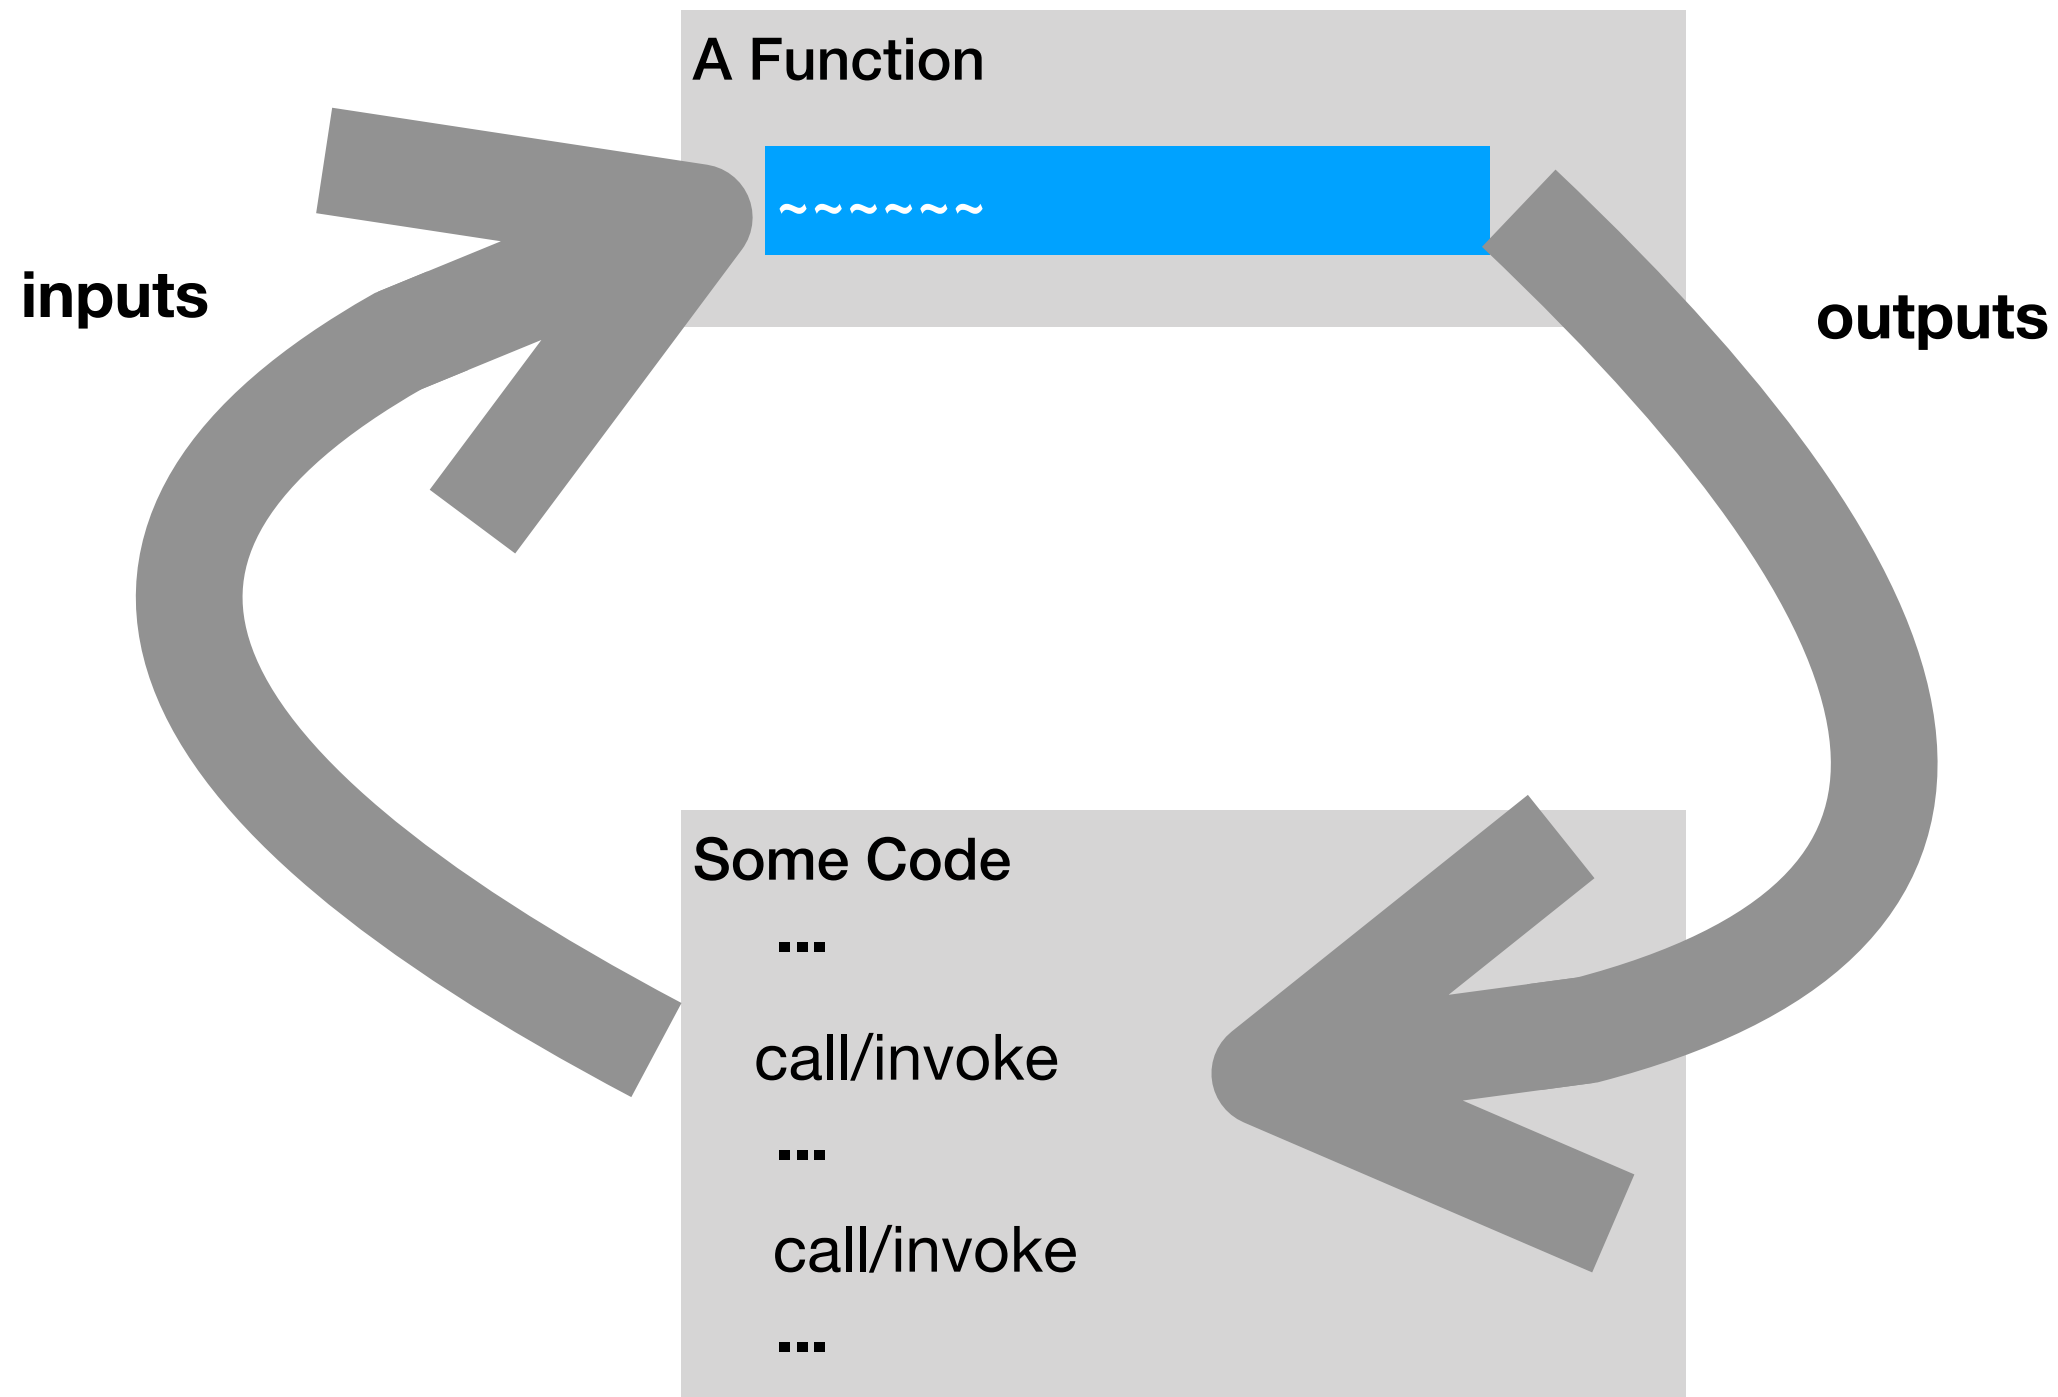 A Function
~~~~~~
inputs
outputs
Some Code
...
call/invoke
...
call/invoke
...